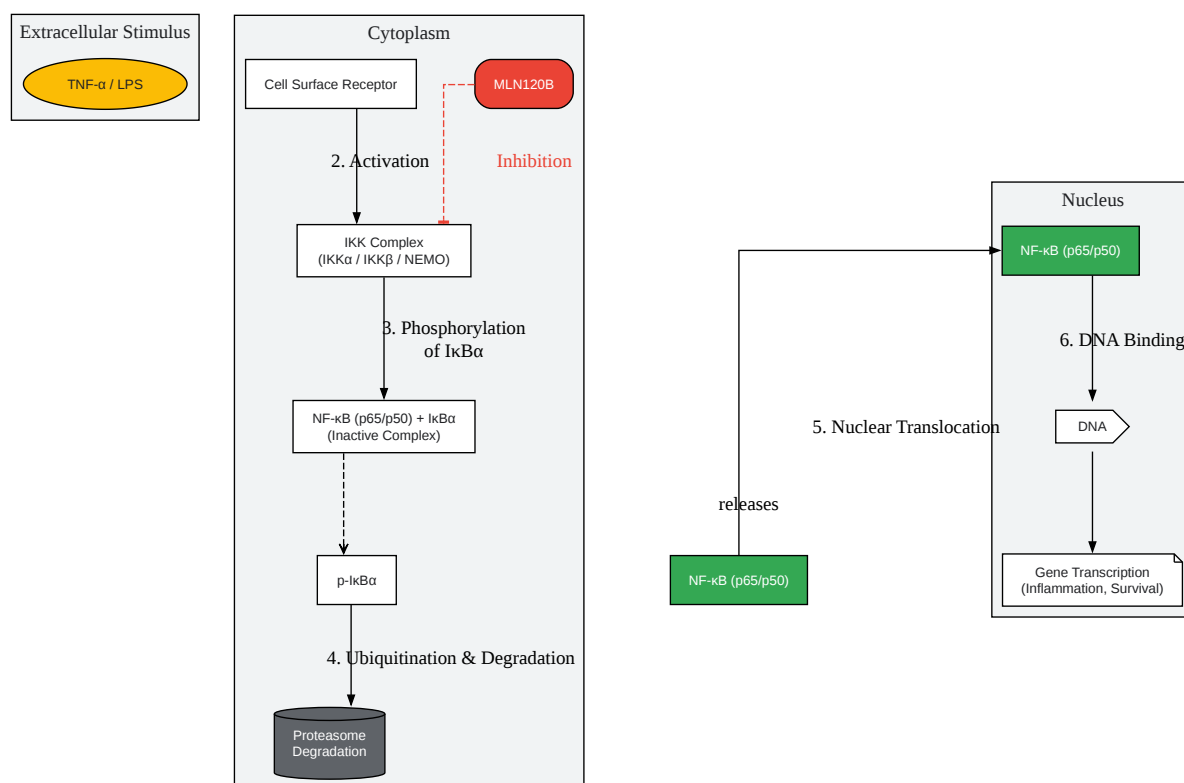 Extracellular Stimulus
TNF-α / LPS
Cytoplasm
Cell Surface Receptor
MLN120B
2. Activation
Inhibition
IKK Complex
(IKKα / IKKβ / NEMO)
3. Phosphorylation
of IκBα
NF-κB (p65/p50) + IκBα
(Inactive Complex)
p-IκBα
4. Ubiquitination & Degradation
Proteasome
Degradation
releases
NF-κB (p65/p50)
5. Nuclear Translocation
Nucleus
NF-κB (p65/p50)
6. DNA Binding
DNA
Gene Transcription
(Inflammation, Survival)